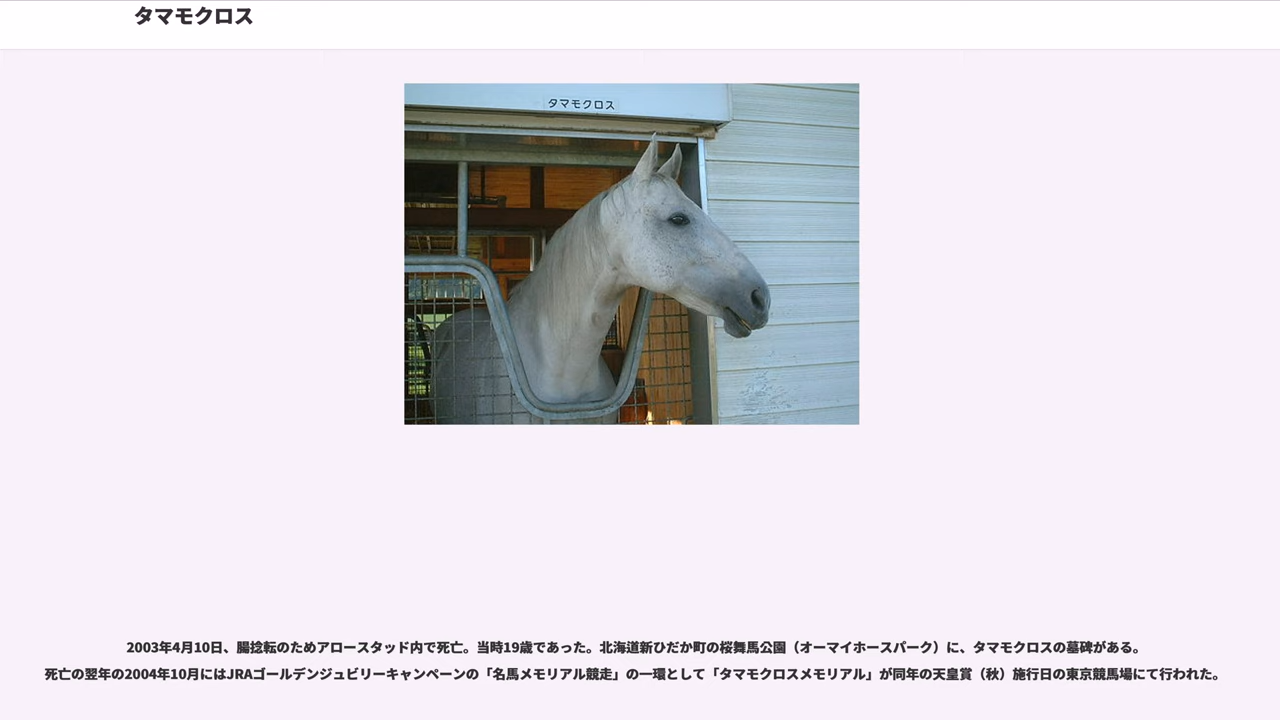 タマモクロス
タマモクロス
2003年4月10日、腸捻転のためアロースタッド内で死亡。当時19歳であった。北海道新ひだか町の桜舞馬公園（オーマイホースパーク）に、タマモクロスの墓碑がある。
死亡の翌年の2004年10月にはJRAゴールデンジュビリーキャンペーンの「名馬メモリアル競走」の一環として「タマモクロスメモリアル」が同年の天皇賞（秋）施行日の東京競馬場にて行われた。